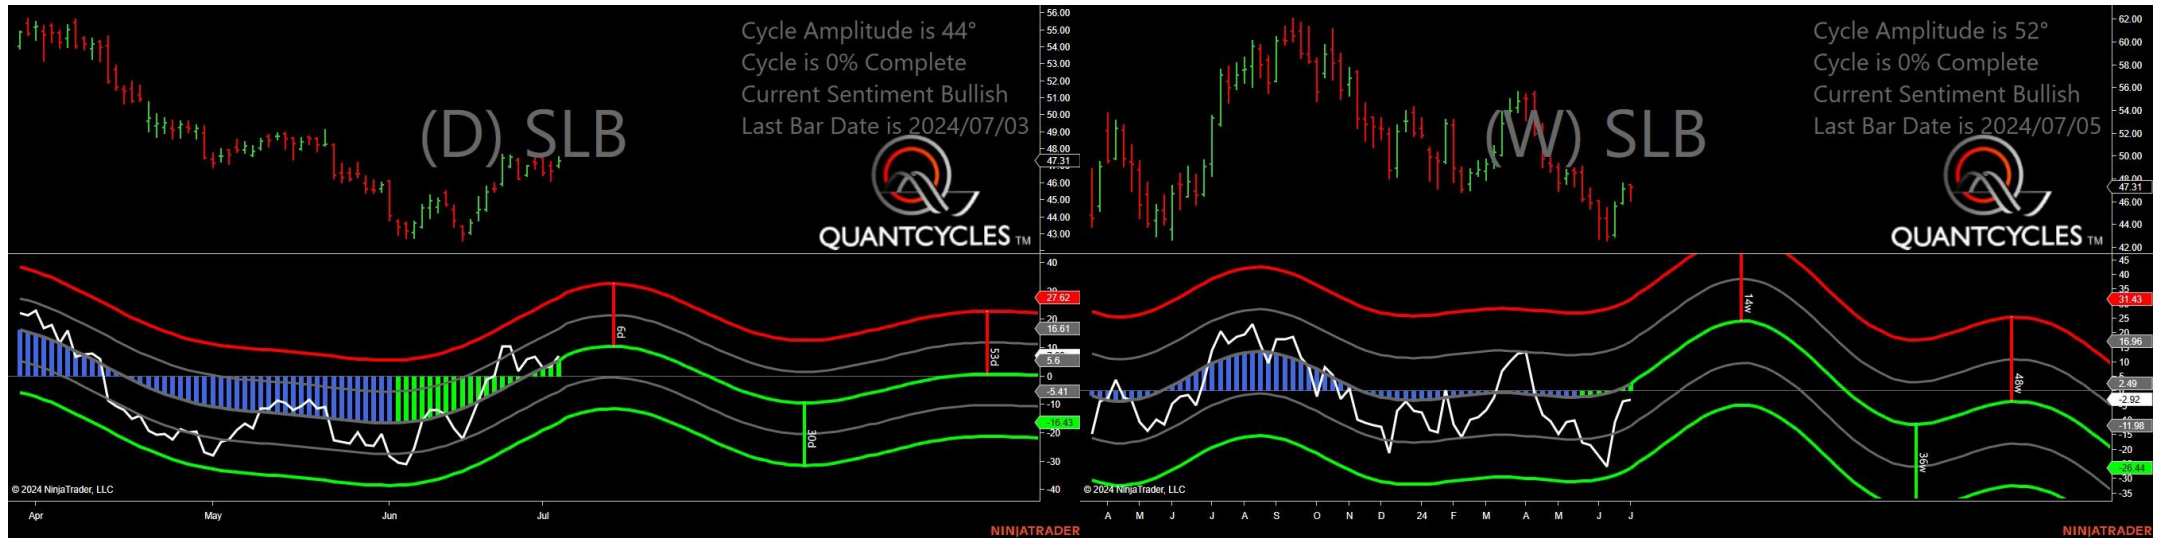 Cycle Amplitude is 44°
Cycle is 0% Complete
Current Sentiment Bullish
Last Bar Date is 2024/07/03
(D) SLB
QUANTCYCLES TM
56.00
55.00
54.00
53.00
52.00
51.00
50.00
49.00
48.00
47.31
46.00
45.00
44.00
43.00
40
27.62
20
16.61
5.6
0
-5.41
-10
-16.43
-20
-30
-40
6d
30d
53d
© 2024 NinjaTrader, LLC
Apr May Jun Jul
NINJATRADER
Cycle Amplitude is 52°
Cycle is 0% Complete
Current Sentiment Bullish
Last Bar Date is 2024/07/05
(W) SLB
QUANTCYCLES TM
62.00
60.00
58.00
56.00
54.00
52.00
50.00
48.00
47.31
46.00
44.00
42.00
45
40
35
31.43
25
20
16.96
10
2.49
-2.92
-11.98
-15
-20
-26.44
-30
-35
14w
36w
48w
© 2024 NinjaTrader, LLC
A M J J A S O N D 24 F M A M J J
NINJATRADER